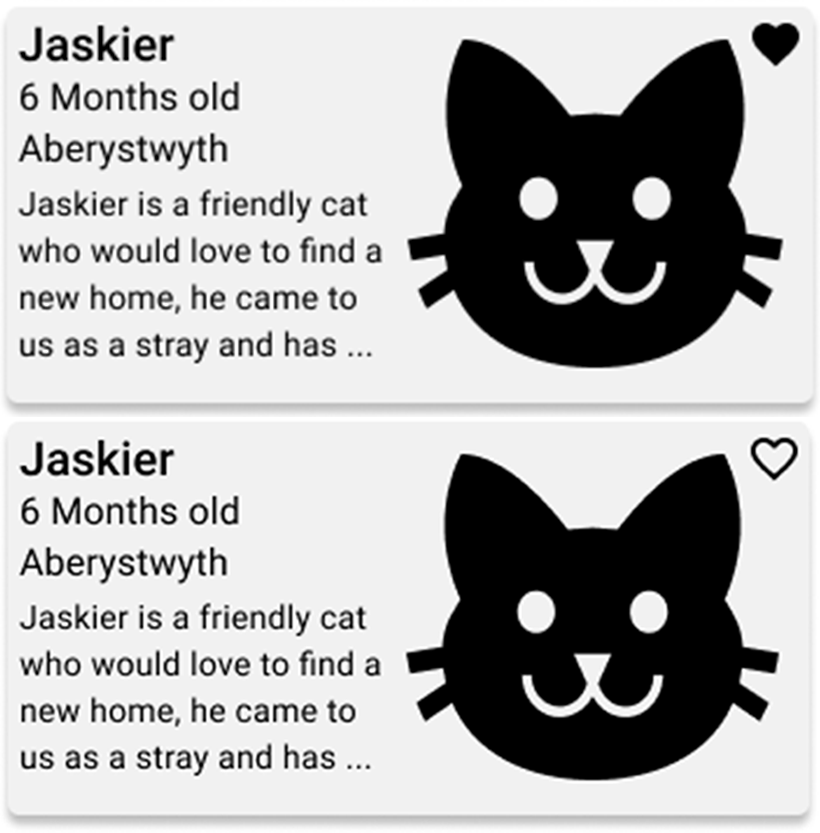 Jaskier
6 Months old
Aberystwyth
Jaskier is a friendly cat
who would love to find a
new home, he came to
us as a stray and has ...
Jaskier
6 Months old
Aberystwyth
Jaskier is a friendly cat
who would love to find a
new home, he came to
us as a stray and has ...